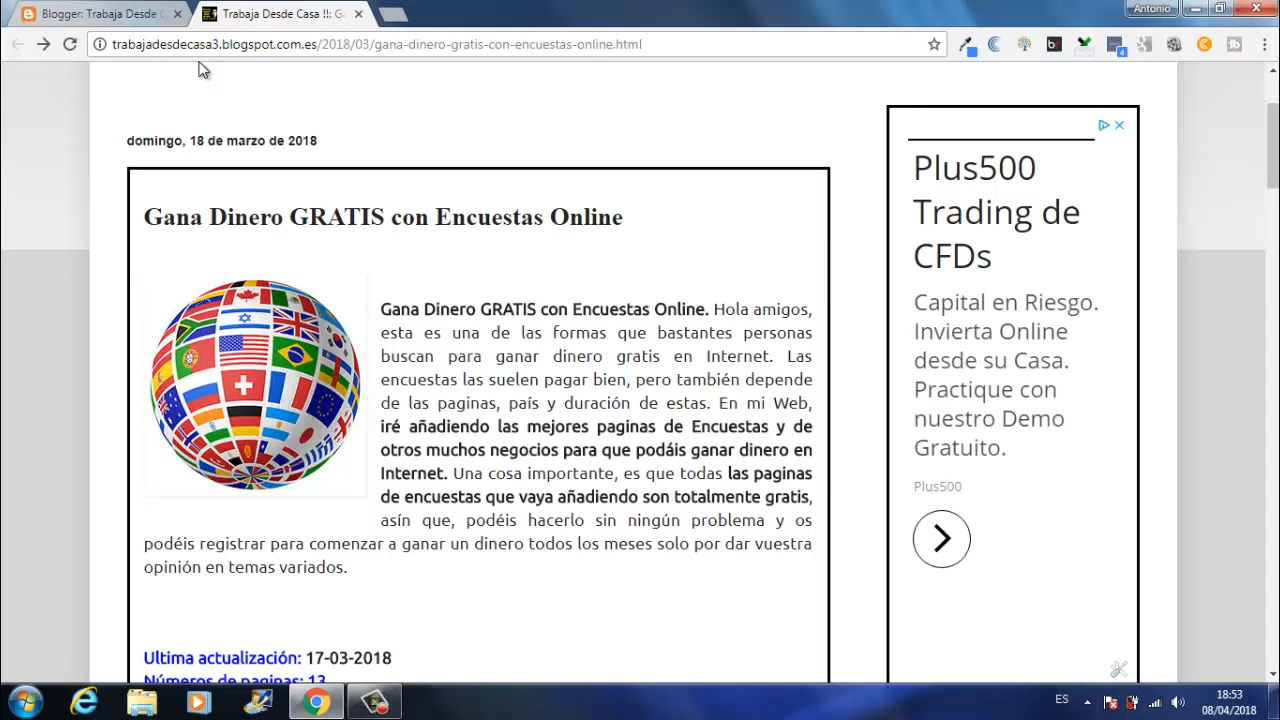 Blogger: Trabaja Desde C
Trabaja Desde Casa !!: Ga
Antonio
trabajadesdecasa3.blogspot.com.es/2018/03/gana-dinero-gratis-con-encuestas-online.html
domingo, 18 de marzo de 2018
Gana Dinero GRATIS con Encuestas Online
Gana Dinero GRATIS con Encuestas Online. Hola amigos,
esta es una de las formas que bastantes personas
buscan para ganar dinero gratis en Internet. Las
encuestas las suelen pagar bien, pero también depende
de las paginas, país y duración de estas. En mi Web,
iré añadiendo las mejores paginas de Encuestas y de
otros muchos negocios para que podáis ganar dinero en
Internet. Una cosa importante, es que todas las paginas
de encuestas que vaya añadiendo son totalmente gratis,
asín que, podéis hacerlo sin ningún problema y os
podéis registrar para comenzar a ganar un dinero todos los meses solo por dar vuestra
opinión en temas variados.
Ultima actualización: 17-03-2018
Números de paginas: 13
Plus500
Trading de
CFDs
Capital en Riesgo.
Invierta Online
desde su Casa.
Practique con
nuestro Demo
Gratuito.
Plus500
ES
18:53
08/04/2018